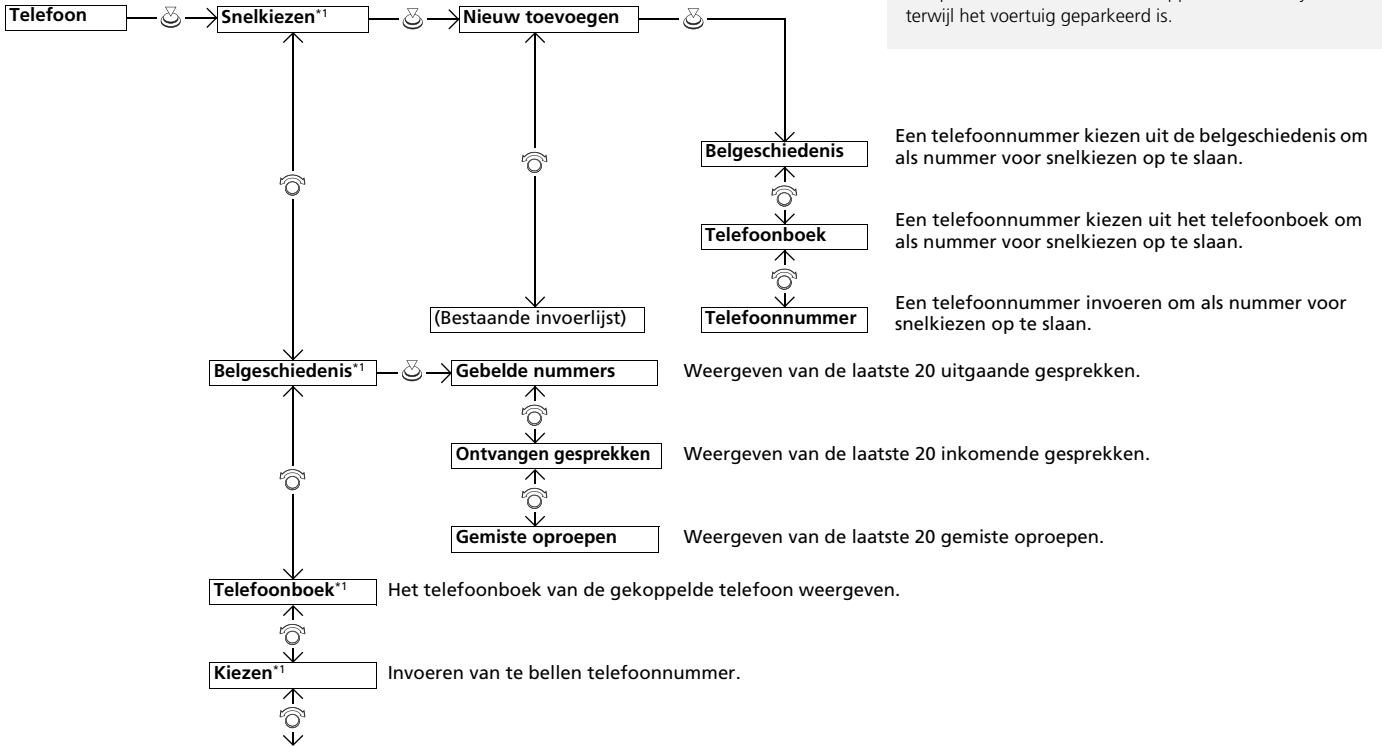 Telefoon
Snelkiezen*1
Nieuw toevoegen
terwijl het voertuig geparkeerd is.
Belgeschiedenis
Een telefoonnummer kiezen uit de belgeschiedenis om
als nummer voor snelkiezen op te slaan.
Telefoonboek
Een telefoonnummer kiezen uit het telefoonboek om
als nummer voor snelkiezen op te slaan.
(Bestaande invoerlijst)
Telefoonnummer
Een telefoonnummer invoeren om als nummer voor
snelkiezen op te slaan.
Belgeschiedenis*1
Gebelde nummers
Weergeven van de laatste 20 uitgaande gesprekken.
Ontvangen gesprekken
Weergeven van de laatste 20 inkomende gesprekken.
Gemiste oproepen
Weergeven van de laatste 20 gemiste oproepen.
Telefoonboek*1
Het telefoonboek van de gekoppelde telefoon weergeven.
Kiezen*1
Invoeren van te bellen telefoonnummer.